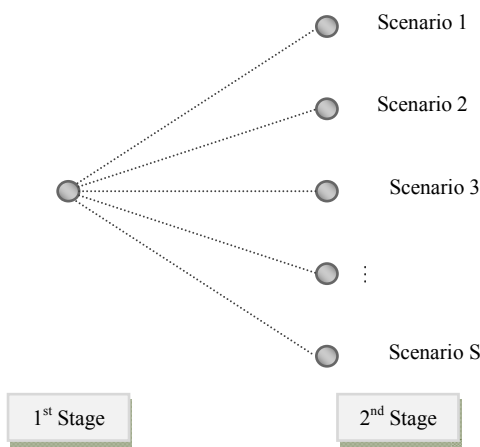 Scenario 1
Scenario 2
Scenario 3
⋮
Scenario S
1st Stage
2nd Stage